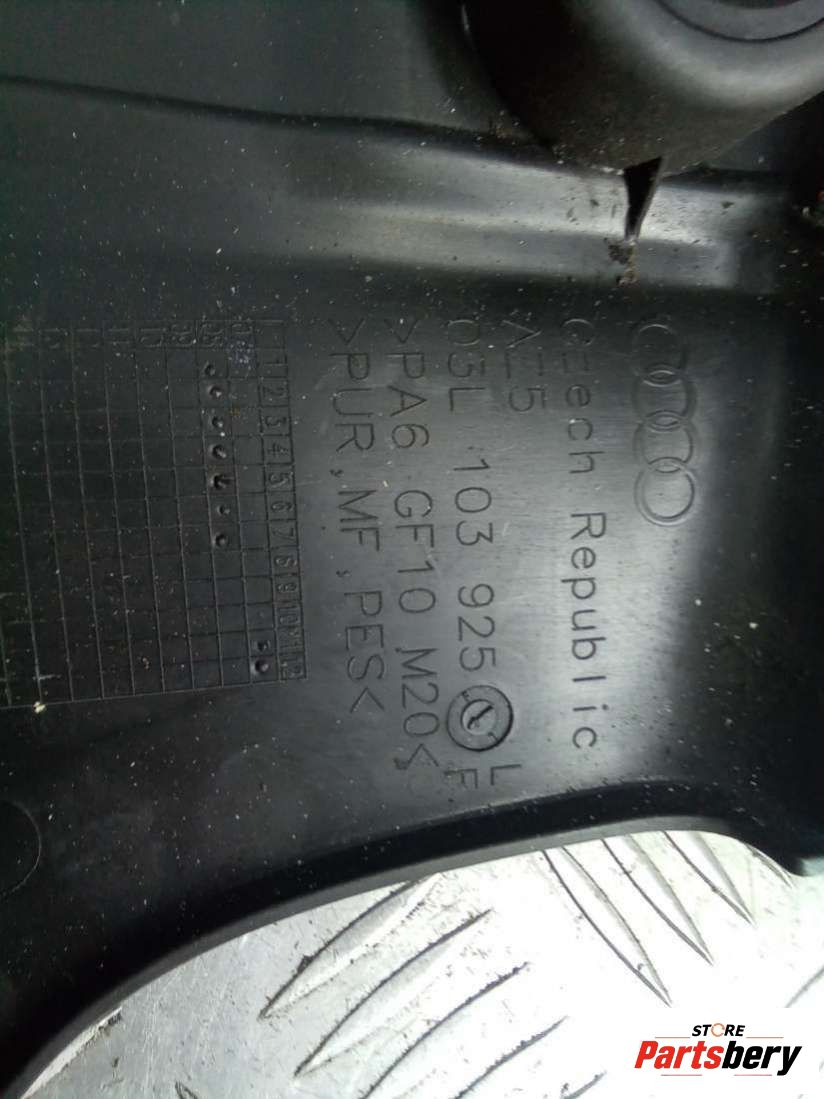 Czech Republic
AE5
03L 103 925 L
F
>PA6 GF10 M20<
>PUR,MF,PES<
1 2 3 4 5 6 7 8 9 10 11 12
STORE
Partsbery